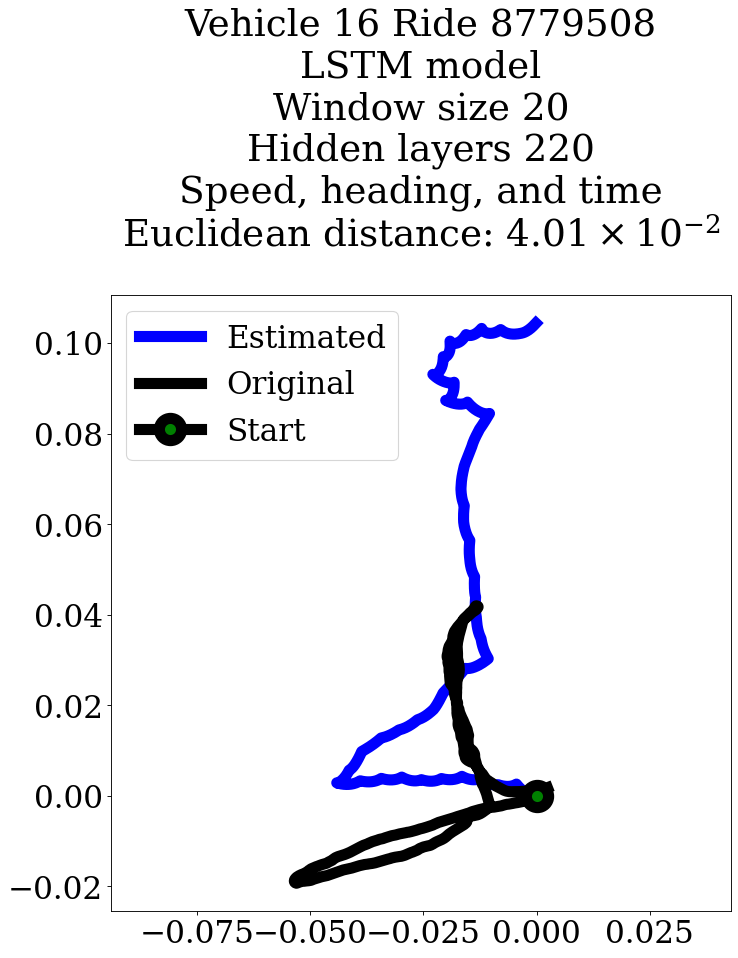 Vehicle 16 Ride 8779508
LSTM model
Window size 20
Hidden layers 220
Speed, heading, and time
Euclidean distance: 4.01 × 10⁻²
Estimated
Original
Start
0.10
0.08
0.06
0.04
0.02
0.00
−0.02
−0.075 −0.050 −0.025 0.000 0.025